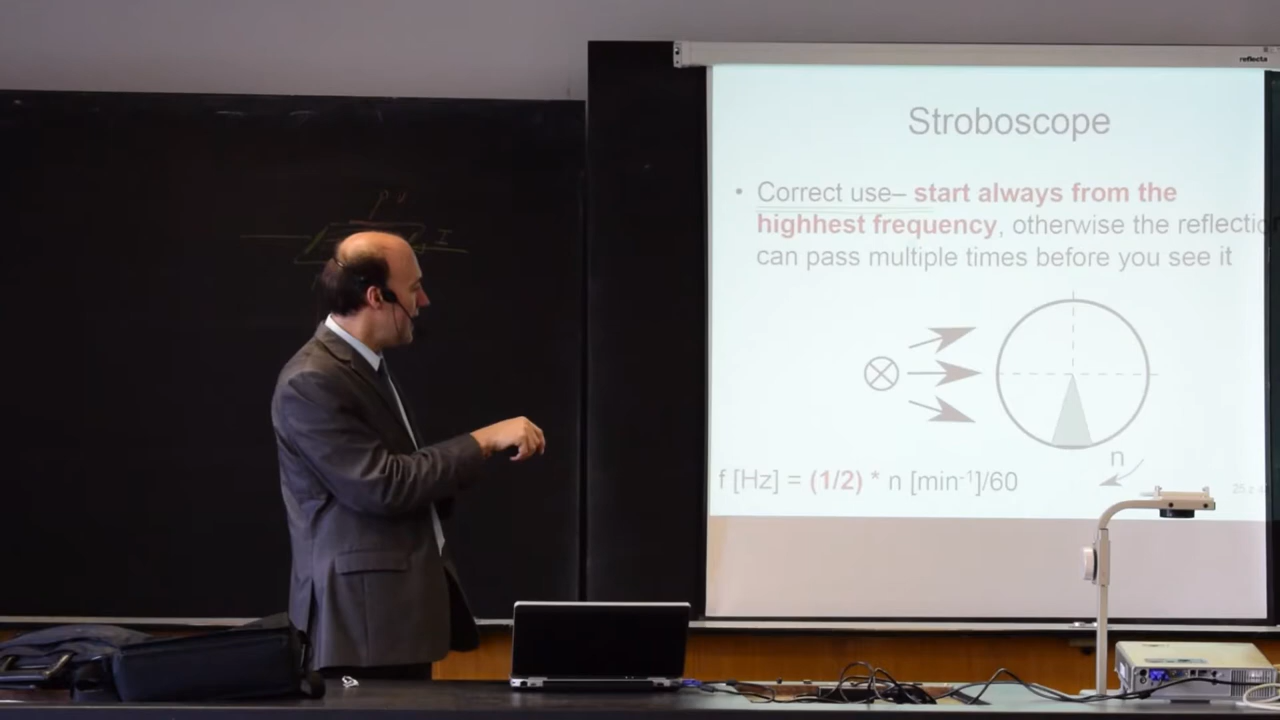 reflecta
Stroboscope
• Correct use– start always from the
highhest frequency, otherwise the reflectio
can pass multiple times before you see it
n
f [Hz] = (1/2) * n [min⁻¹]/60